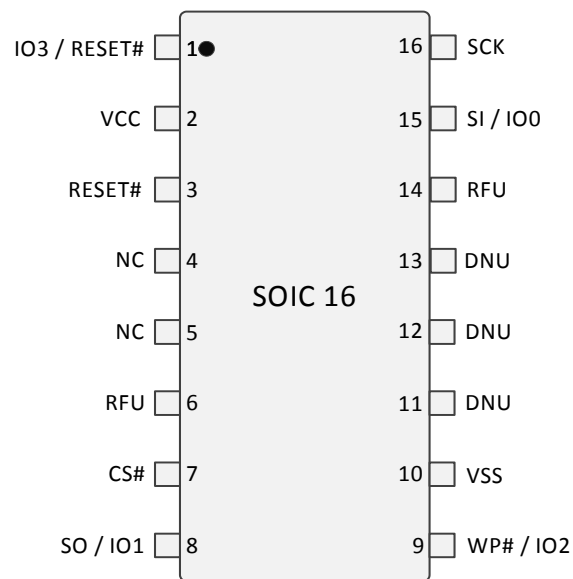 IO3 / RESET# 1 16 SCK
VCC 2 15 SI / IO0
RESET# 3 14 RFU
NC 4 13 DNU
SOIC 16
NC 5 12 DNU
RFU 6 11 DNU
CS# 7 10 VSS
SO / IO1 8 9 WP# / IO2